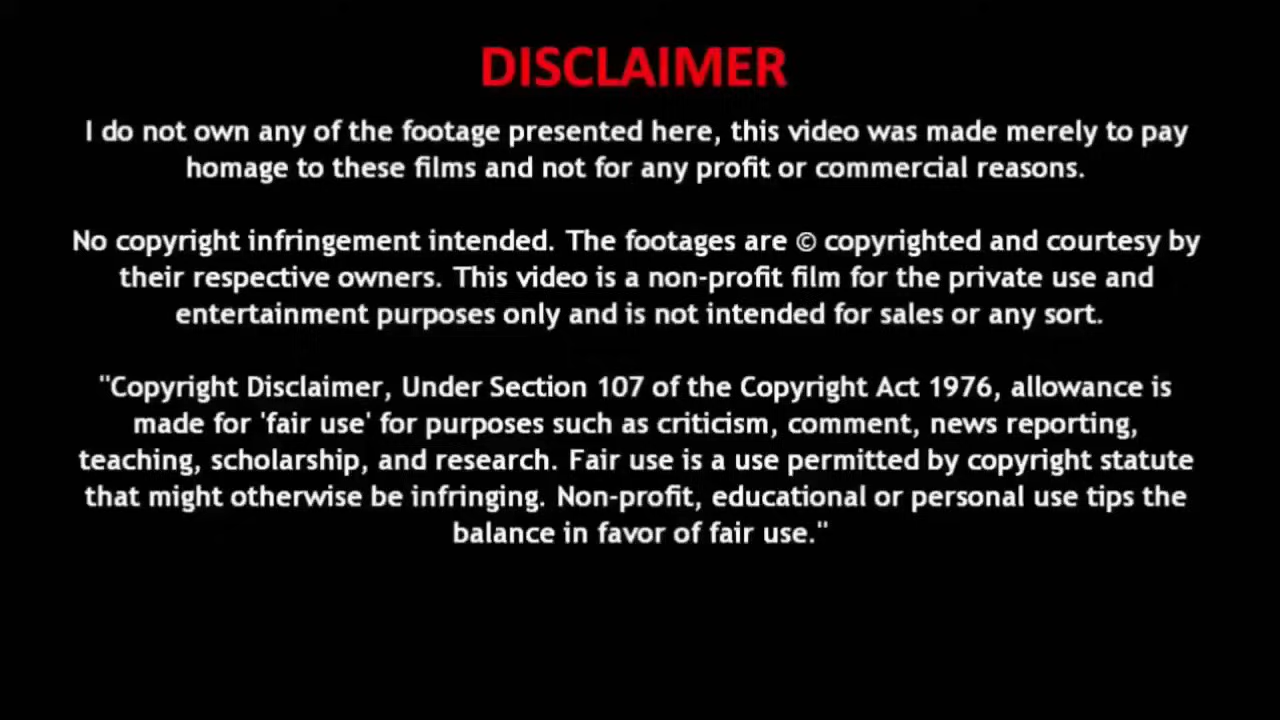 DISCLAIMER
I do not own any of the footage presented here, this video was made merely to pay
homage to these films and not for any profit or commercial reasons.
No copyright infringement intended. The footages are © copyrighted and courtesy by
their respective owners. This video is a non-profit film for the private use and
entertainment purposes only and is not intended for sales or any sort.
"Copyright Disclaimer, Under Section 107 of the Copyright Act 1976, allowance is
made for 'fair use' for purposes such as criticism, comment, news reporting,
teaching, scholarship, and research. Fair use is a use permitted by copyright statute
that might otherwise be infringing. Non-profit, educational or personal use tips the
balance in favor of fair use."